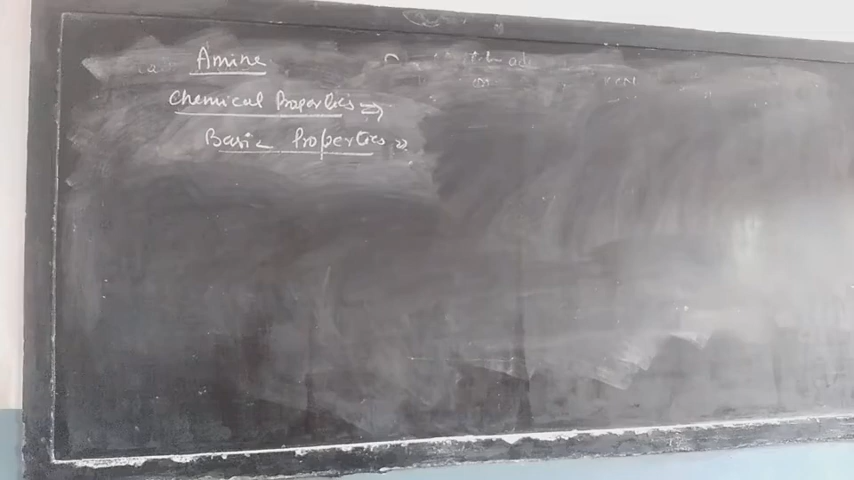 Amine
Chemical Properties ⇒
Basic Properties »